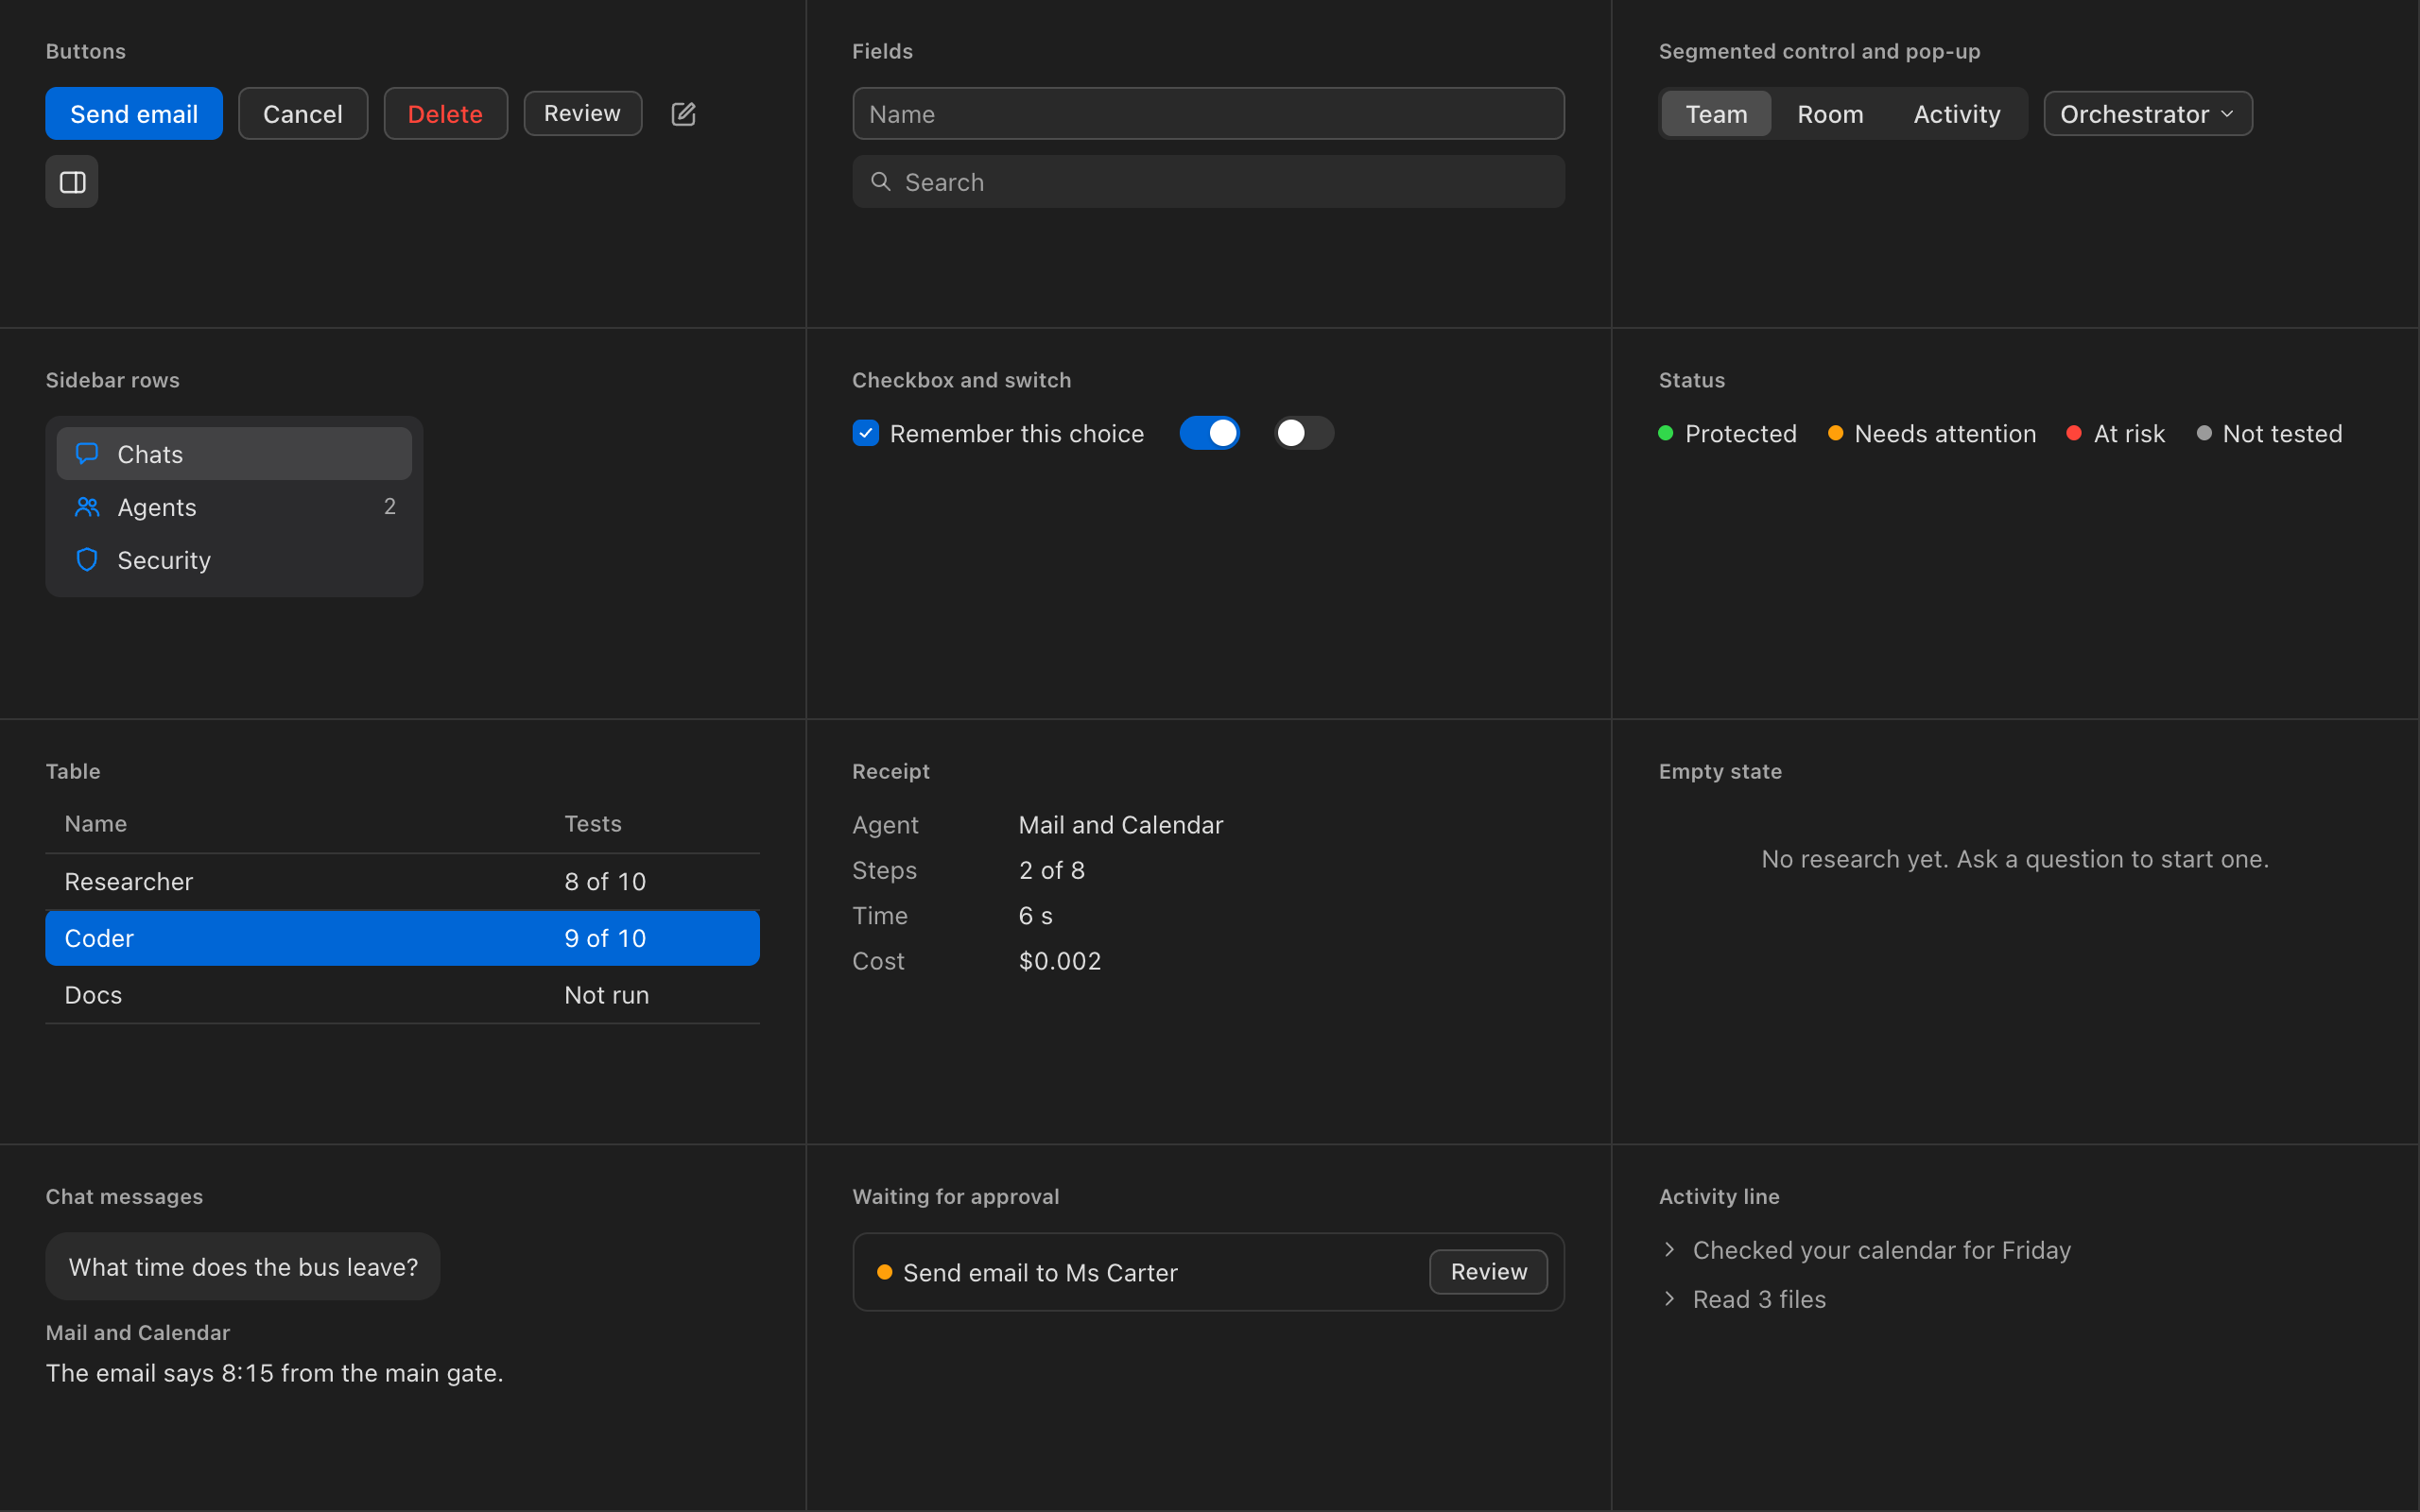 Buttons
Send email
Cancel
Delete
Review
Fields
Name
Search
Segmented control and pop-up
Team
Room
Activity
Orchestrator
Sidebar rows
Chats
Agents 2
Security
Checkbox and switch
Remember this choice
Status
Protected
Needs attention
At risk
Not tested
Table
Name Tests
Researcher 8 of 10
Coder 9 of 10
Docs Not run
Receipt
Agent Mail and Calendar
Steps 2 of 8
Time 6 s
Cost $0.002
Empty state
No research yet. Ask a question to start one.
Chat messages
What time does the bus leave?
Mail and Calendar
The email says 8:15 from the main gate.
Waiting for approval
Send email to Ms Carter
Review
Activity line
Checked your calendar for Friday
Read 3 files